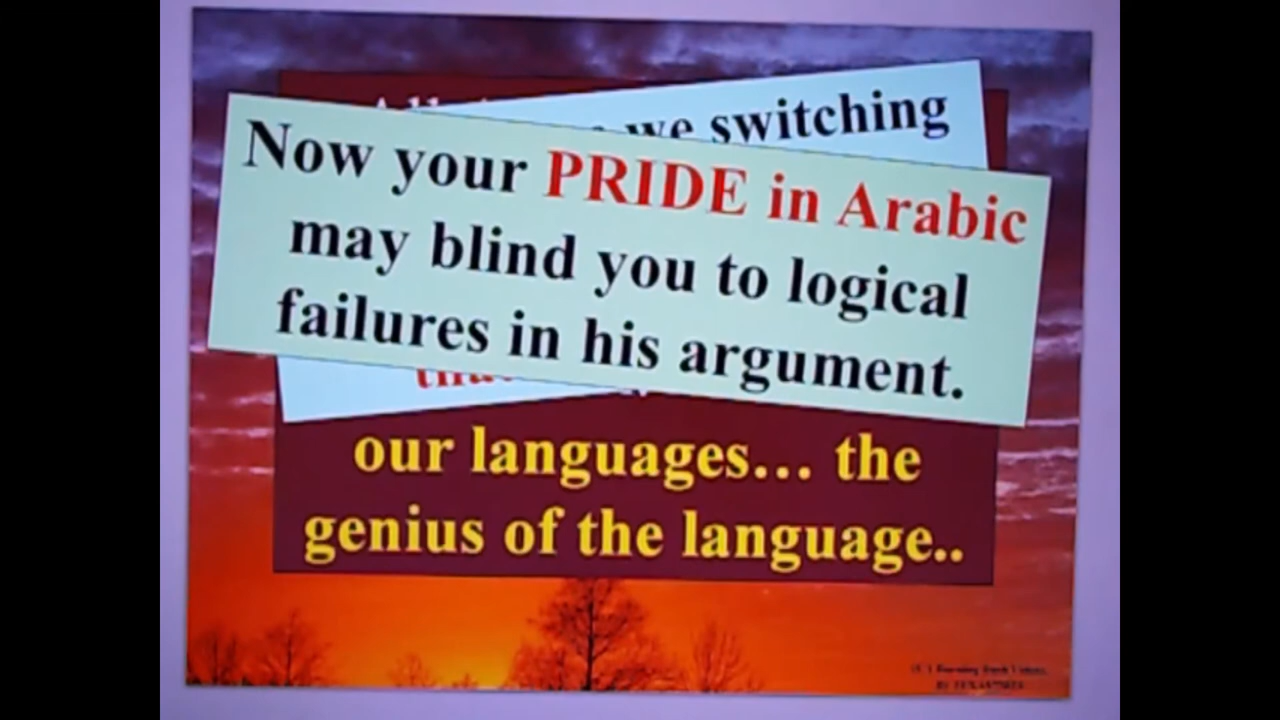 we switching
Now your PRIDE in Arabic
may blind you to logical
failures in his argument.
our languages… the
genius of the language..